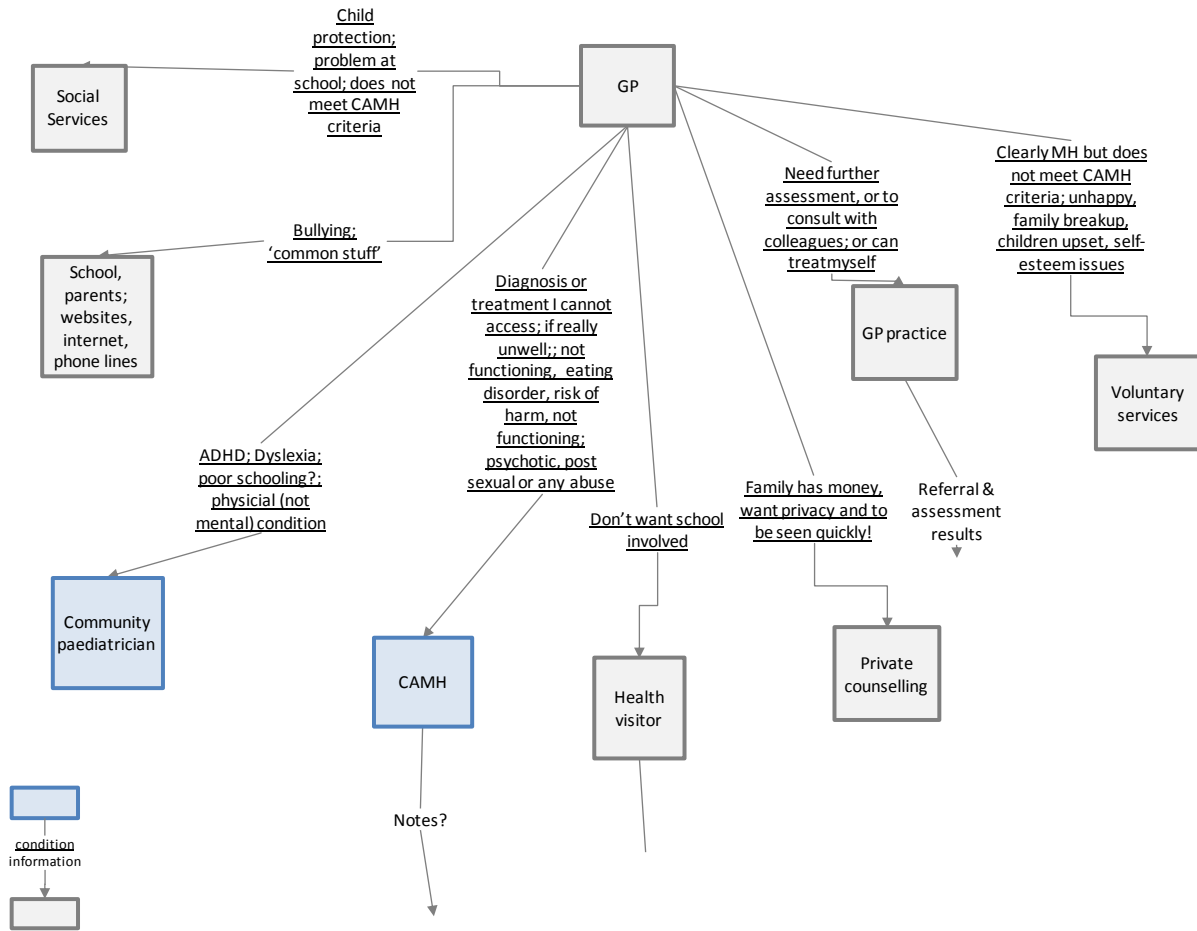 Child
protection;
problem at
school; does not
meet CAMH
criteria
GP
Social
Services
Clearly MH but does
not meet CAMH
criteria; unhappy,
family breakup,
children upset, self-
esteem issues
Need further
assessment, or to
consult with
colleagues; or can
treatmyself
Bullying;
‘common stuff’
School,
parents;
websites,
internet,
phone lines
Diagnosis or
treatment I cannot
access; if really
unwell;; not
functioning, eating
disorder, risk of
harm, not
functioning;
psychotic, post
sexual or any abuse
GP practice
Voluntary
services
ADHD; Dyslexia;
poor schooling?;
physicial (not
mental) condition
Family has money,
want privacy and to
be seen quickly!
Referral &
assessment
results
Don’t want school
involved
Community
paediatrician
CAMH
Health
visitor
Private
counselling
Notes?
condition
information